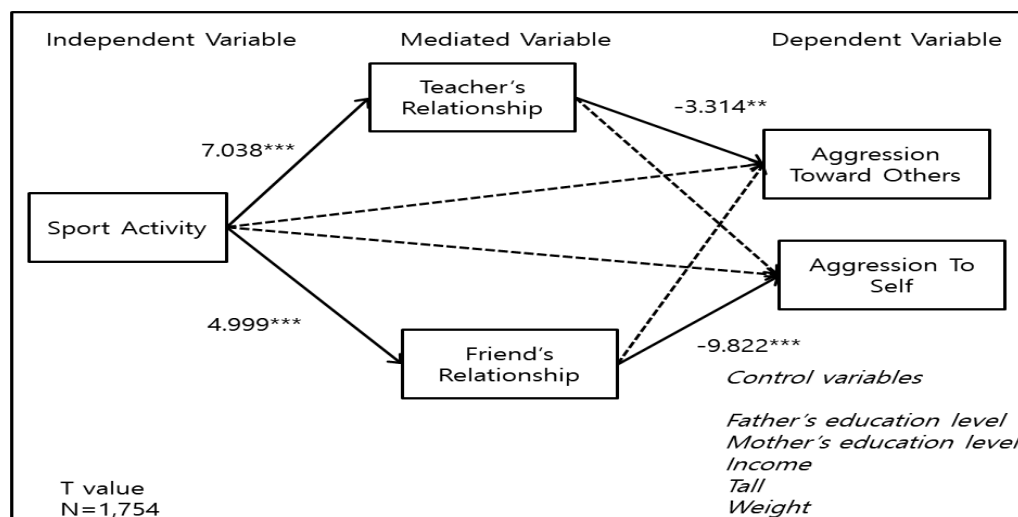 Independent Variable
Mediated Variable
Dependent Variable
Teacher's
Relationship
-3.314**
7.038***
Aggression
Toward Others
Sport Activity
Aggression To
Self
4.999***
Friend's
Relationship
-9.822***
Control variables
Father's education level
Mother's education level
Income
Tall
Weight
T value
N=1,754